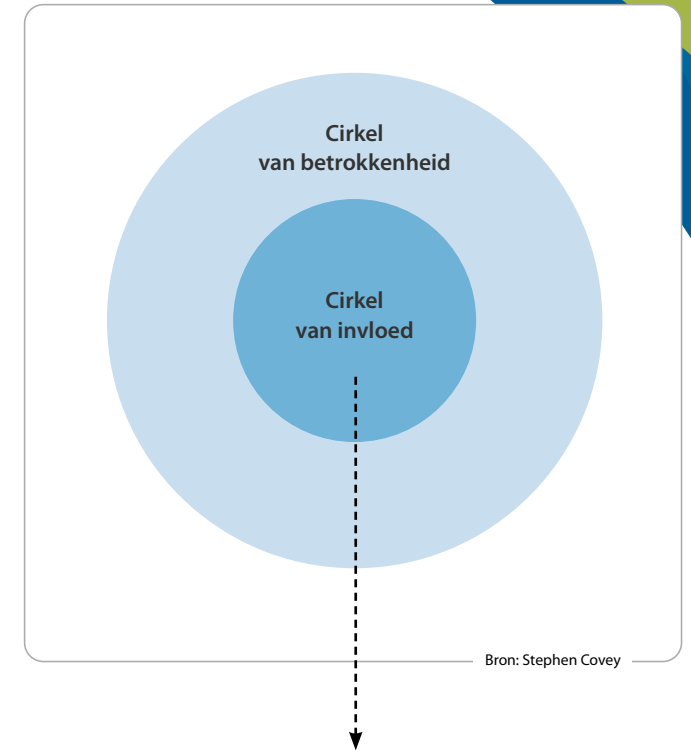 Cirkel
van betrokkenheid
Cirkel
van invloed
Bron: Stephen Covey